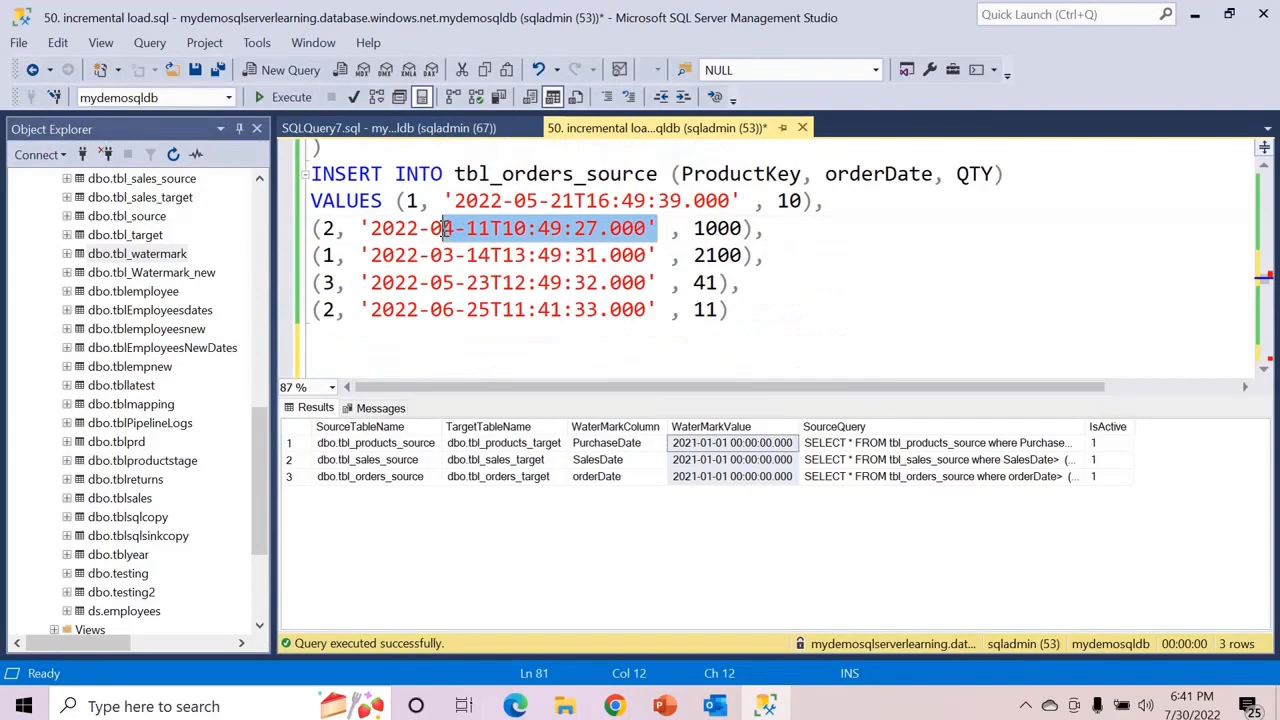 50. incremental load.sql - mydemosqlserverlearning.database.windows.net.mydemosqldb (sqladmin (53))* - Microsoft SQL Server Management Studio
Quick Launch (Ctrl+Q)
File Edit View Query Project Tools Window Help
New Query MDX DMX XMLA DAX NULL
mydemosqldb Execute
Object Explorer
SQLQuery7.sql - my...ldb (sqladmin (67))
50. incremental loa...qldb (sqladmin (53))*
Connect
dbo.tbl_sales_source
dbo.tbl_sales_target
dbo.tbl_source
dbo.tbl_target
dbo.tbl_watermark
dbo.tbl_Watermark_new
dbo.tblemployee
dbo.tblEmployeesdates
dbo.tblemployeesnew
dbo.tblEmployeesNewDates
dbo.tblempnew
dbo.tbllatest
dbo.tblmapping
dbo.tblPipelineLogs
dbo.tblprd
dbo.tblproductstage
dbo.tblreturns
dbo.tblsales
dbo.tblsqlcopy
dbo.tblsqlsinkcopy
dbo.tblyear
dbo.testing
dbo.testing2
ds.employees
Views
)
INSERT INTO tbl_orders_source (ProductKey, orderDate, QTY)
VALUES (1, '2022-05-21T16:49:39.000' , 10),
(2, '2022-04-11T10:49:27.000' , 1000),
(1, '2022-03-14T13:49:31.000' , 2100),
(3, '2022-05-23T12:49:32.000' , 41),
(2, '2022-06-25T11:41:33.000' , 11)
87 %
Results Messages
SourceTableName TargetTableName WaterMarkColumn WaterMarkValue SourceQuery IsActive
1 dbo.tbl_products_source dbo.tbl_products_target PurchaseDate 2021-01-01 00:00:00.000 SELECT * FROM tbl_products_source where Purchase... 1
2 dbo.tbl_sales_source dbo.tbl_sales_target SalesDate 2021-01-01 00:00:00.000 SELECT * FROM tbl_sales_source where SalesDate> (... 1
3 dbo.tbl_orders_source dbo.tbl_orders_target orderDate 2021-01-01 00:00:00.000 SELECT * FROM tbl_orders_source where orderDate> (... 1
Query executed successfully. mydemosqlserverlearning.dat... sqladmin (53) mydemosqldb 00:00:00 3 rows
Ready Ln 81 Col 12 Ch 12 INS
Type here to search
6:41 PM
7/30/2022
25